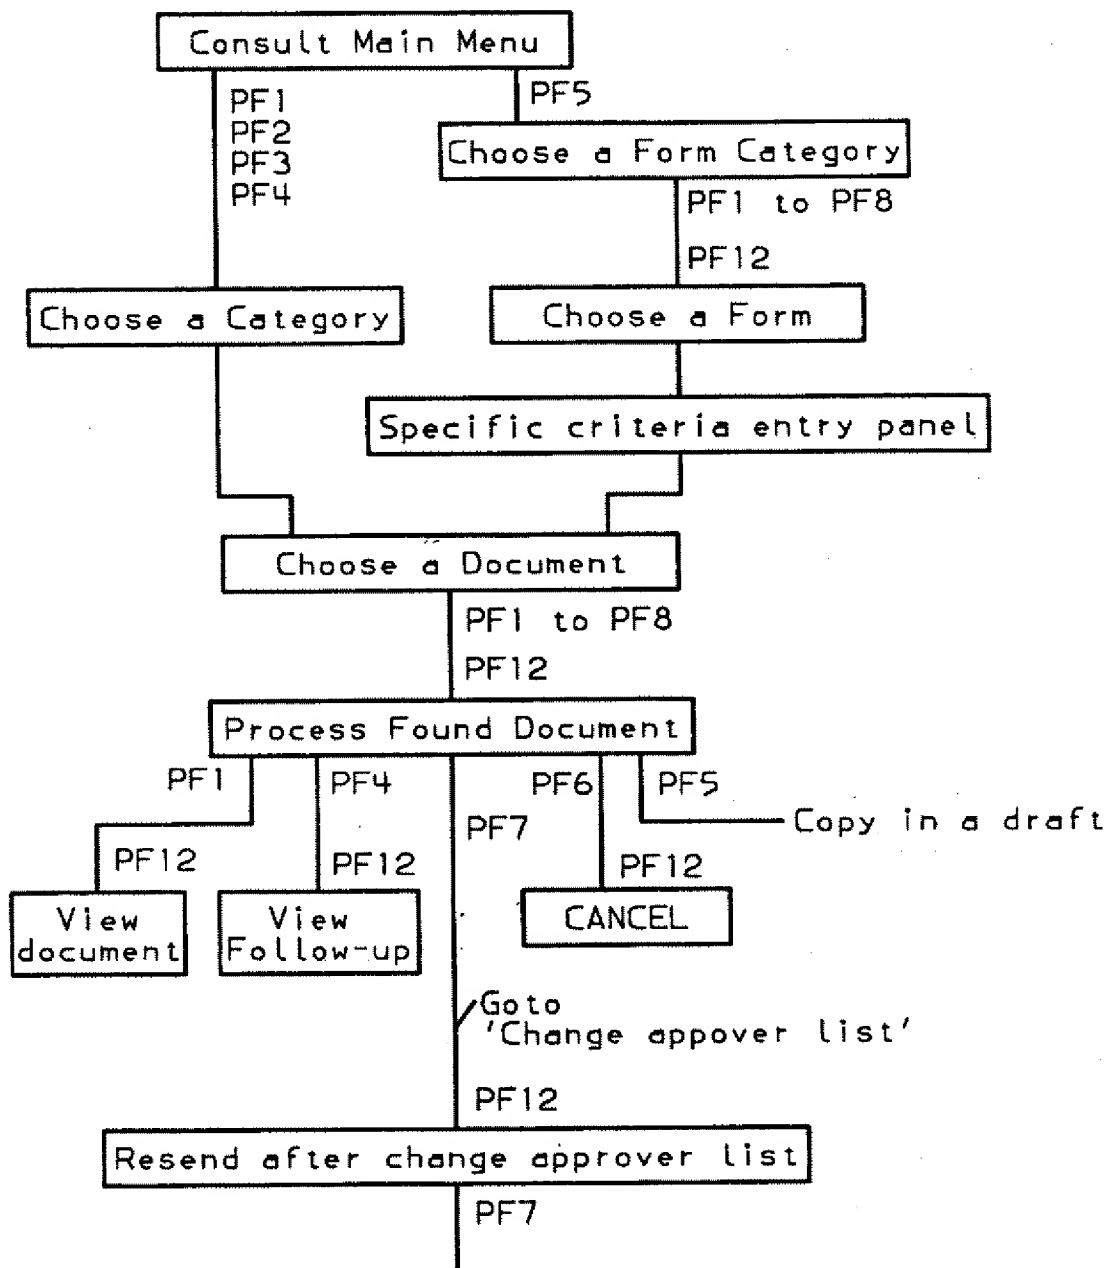 Consult Main Menu
PF1
PF2
PF3
PF4
PF5
Choose a Form Category
PF1 to PF8
PF12
Choose a Category
Choose a Form
Specific criteria entry panel
Choose a Document
PF1 to PF8
PF12
Process Found Document
PF1
PF4
PF7
PF6
PF5
Copy in a draft
PF12
PF12
PF12
View
document
View
Follow-up
CANCEL
Goto
'Change appover list'
PF12
Resend after change approver list
PF7